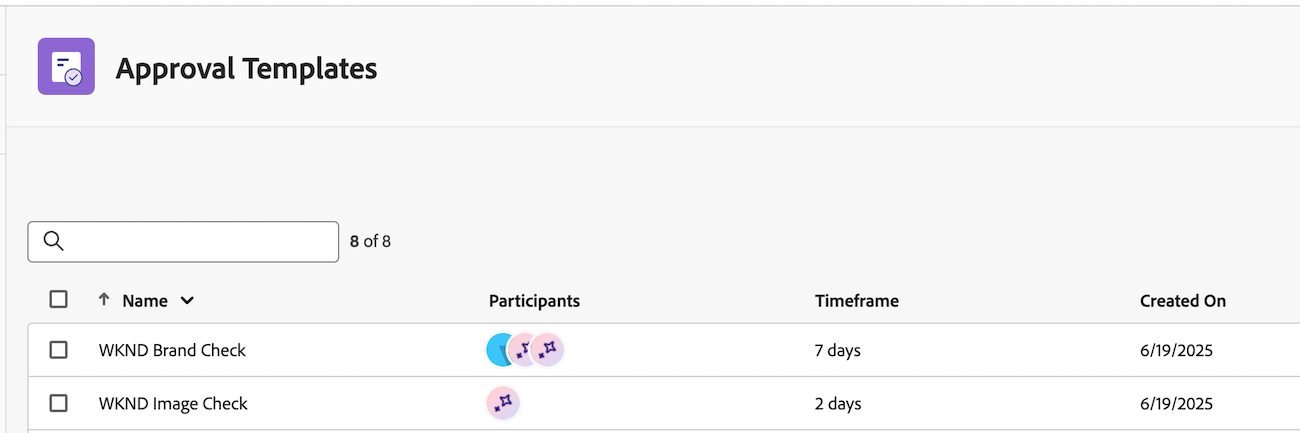 Approval Templates
8 of 8
Name Participants Timeframe Created On
WKND Brand Check 7 days 6/19/2025
WKND Image Check 2 days 6/19/2025